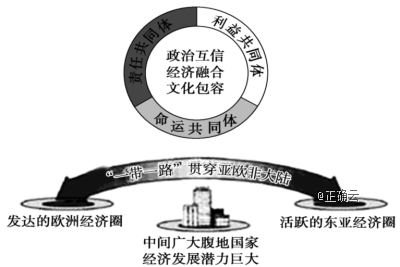 责任共同体
利益共同体
政治互信
经济融合
文化包容
命运共同体
“一带一路”贯穿亚欧非大陆
@正确云
发达的欧洲经济圈
活跃的东亚经济圈
中间广大腹地国家
经济发展潜力巨大